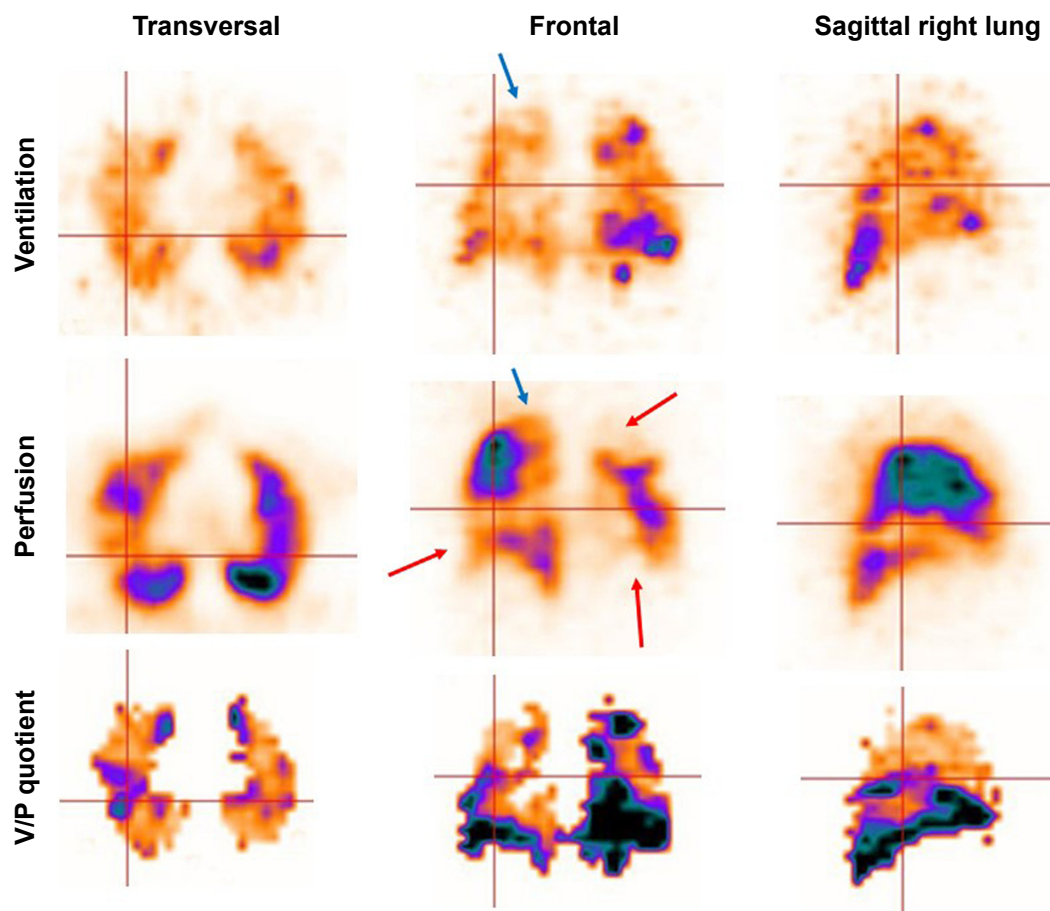 Transversal
Frontal
Sagittal right lung
Ventilation
Perfusion
V/P quotient